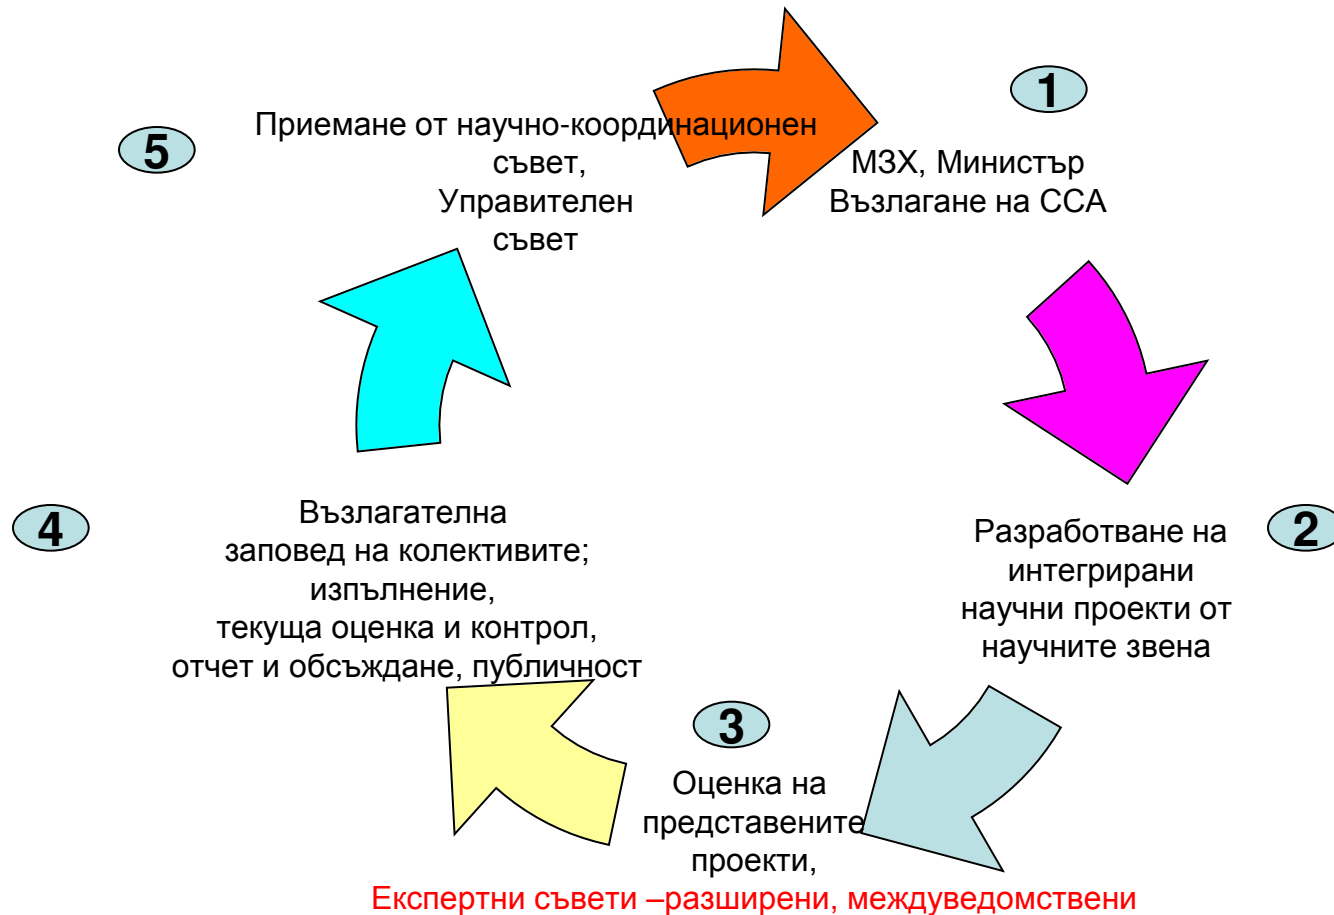 1
МЗХ, Министър
Възлагане на ССА
2
Разработване на
интегрирани
научни проекти от
научните звена
3
Оценка на
представените
проекти,
Експертни съвети –разширени, междуведомствени
4
Възлагателна
заповед на колективите;
изпълнение,
текуща оценка и контрол,
отчет и обсъждане, публичност
5
Приемане от научно-координационен
съвет,
Управителен
съвет